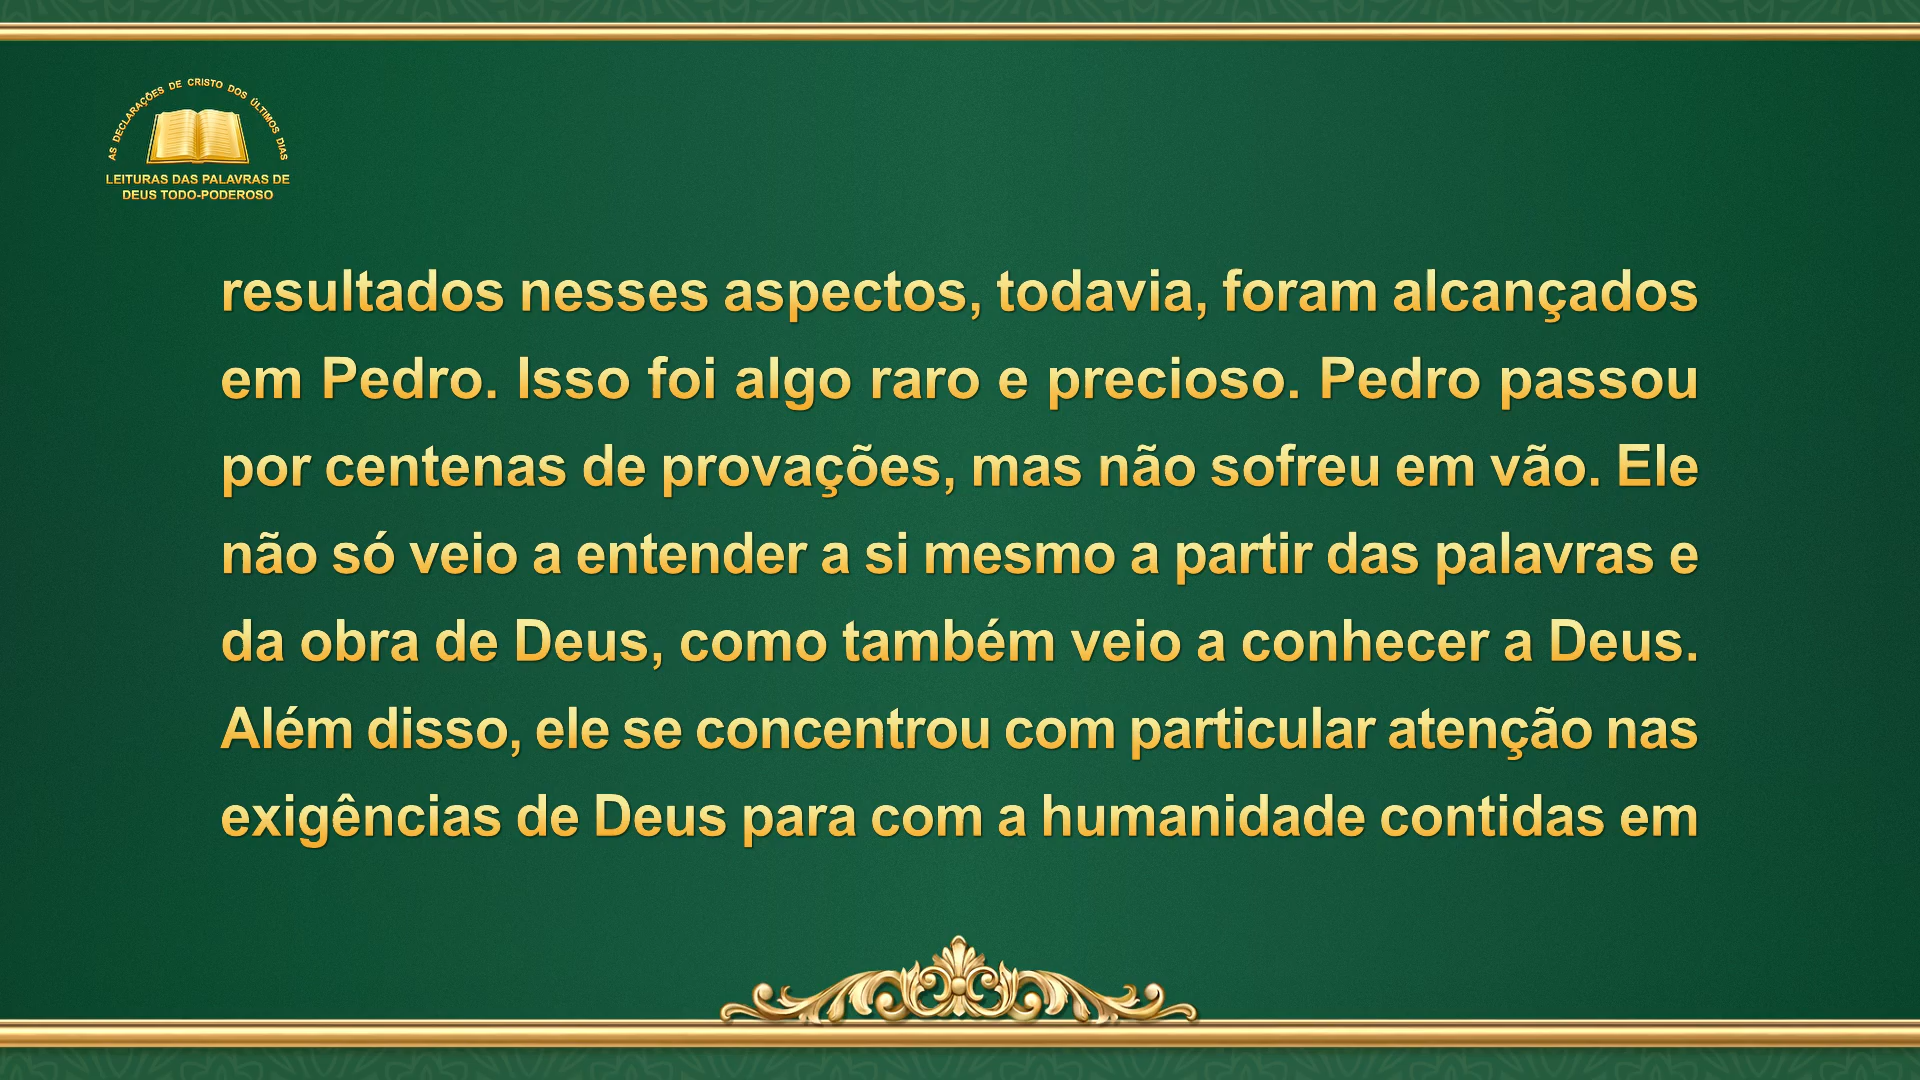 AS DECLARAÇÕES DE CRISTO DOS ÚLTIMOS DIAS
LEITURAS DAS PALAVRAS DE
DEUS TODO-PODEROSO
resultados nesses aspectos, todavia, foram alcançados
em Pedro. Isso foi algo raro e precioso. Pedro passou
por centenas de provações, mas não sofreu em vão. Ele
não só veio a entender a si mesmo a partir das palavras e
da obra de Deus, como também veio a conhecer a Deus.
Além disso, ele se concentrou com particular atenção nas
exigências de Deus para com a humanidade contidas em